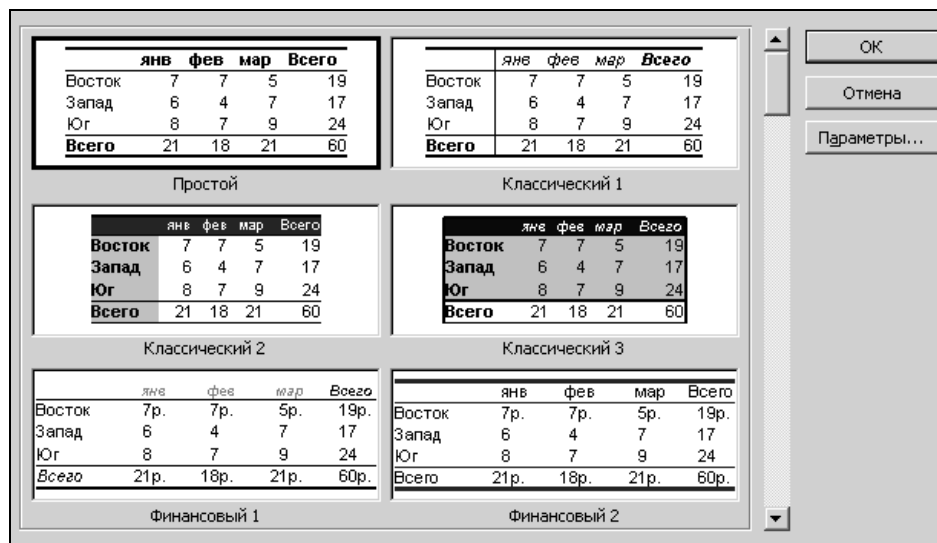 янв фев мар Всего
Восток 7 7 5 19
Запад 6 4 7 17
Юг 8 7 9 24
Всего 21 18 21 60
Простой
янв фев мар Всего
Восток 7 7 5 19
Запад 6 4 7 17
Юг 8 7 9 24
Всего 21 18 21 60
Классический 1
янв фев мар Всего
Восток 7 7 5 19
Запад 6 4 7 17
Юг 8 7 9 24
Всего 21 18 21 60
Классический 2
янв фев мар Всего
Восток 7 7 5 19
Запад 6 4 7 17
Юг 8 7 9 24
Всего 21 18 21 60
Классический 3
янв фев мар Всего
Восток 7р. 7р. 5р. 19р.
Запад 6 4 7 17
Юг 8 7 9 24
Всего 21р. 18р. 21р. 60р.
Финансовый 1
янв фев мар Всего
Восток 7р. 7р. 5р. 19р.
Запад 6 4 7 17
Юг 8 7 9 24
Всего 21р. 18р. 21р. 60р.
Финансовый 2
ОК
Отмена
Параметры...